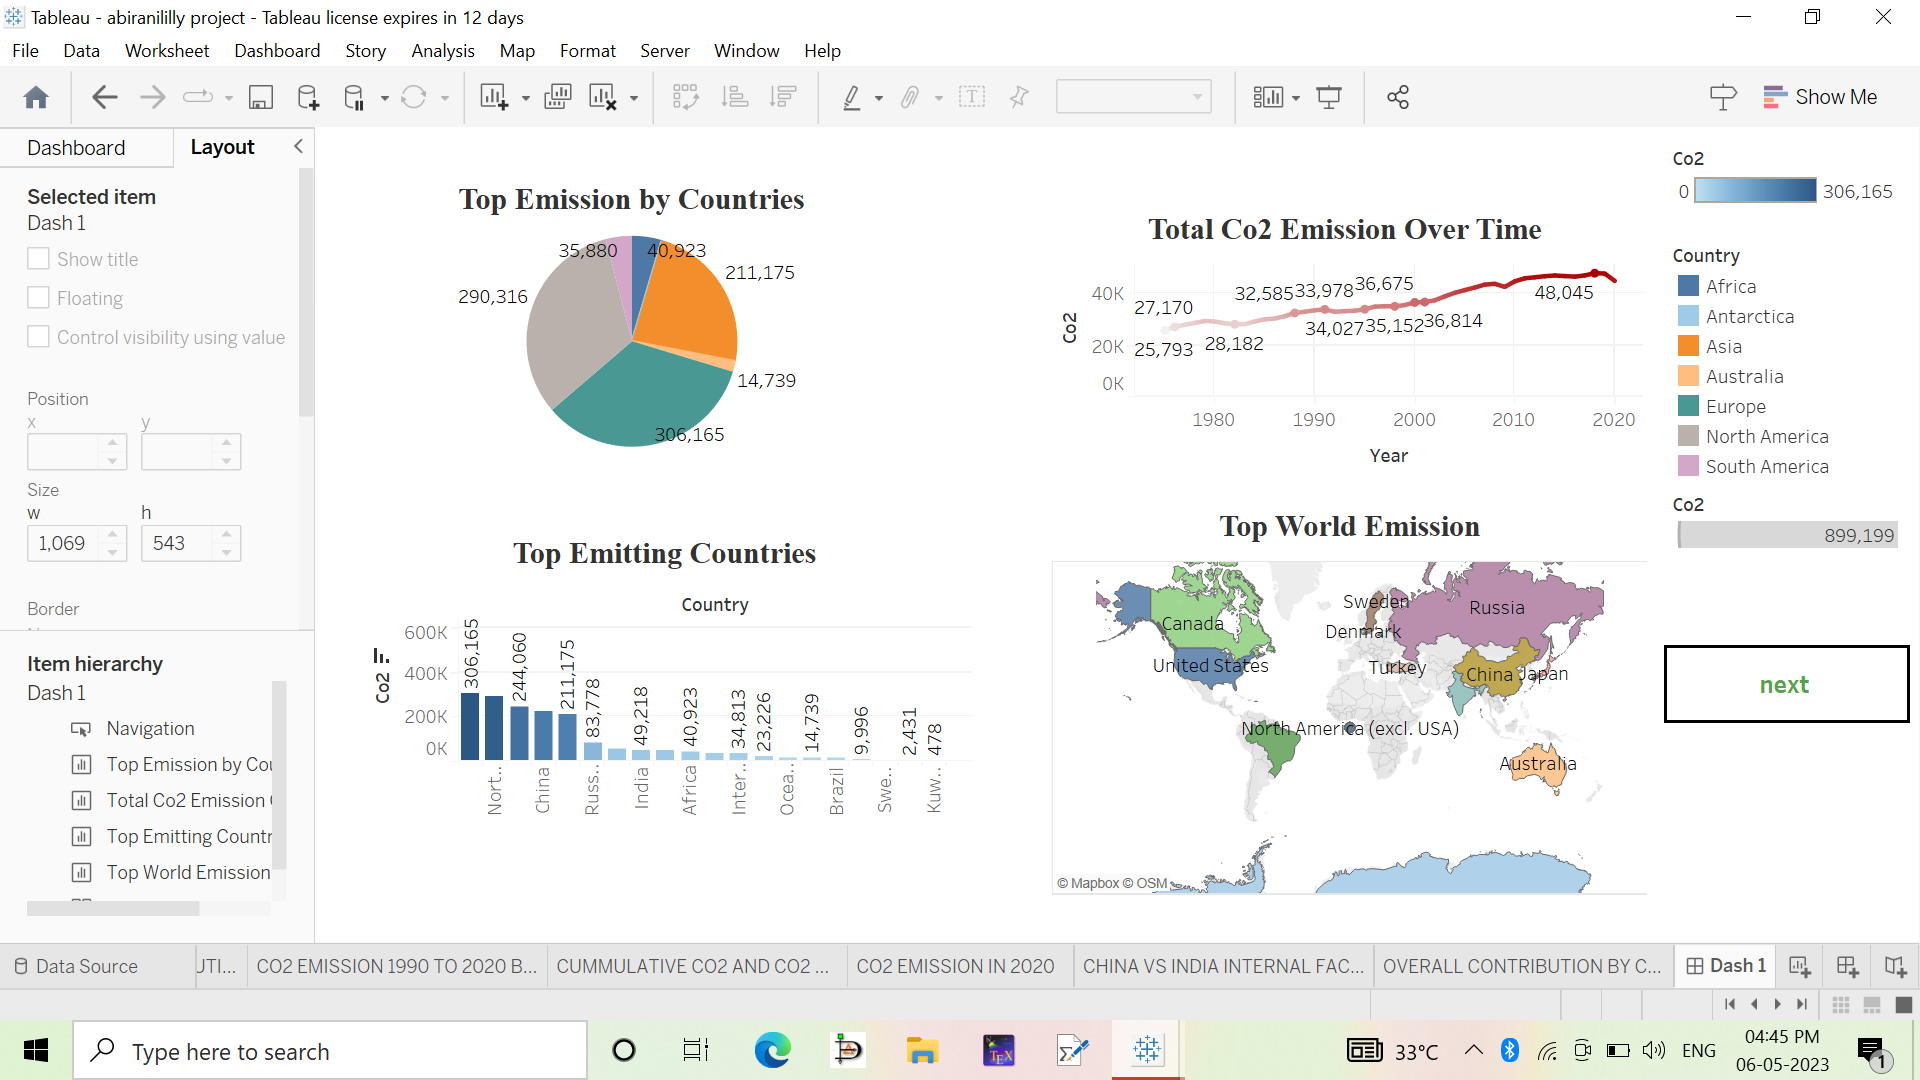 Tableau - abiranililly project - Tableau license expires in 12 days
File Data Worksheet Dashboard Story Analysis Map Format Server Window Help
Show Me
Dashboard
Layout
Selected item
Dash 1
Show title
Floating
Control visibility using value
Position
x y
Size
w h
1,069 543
Border
Item hierarchy
Dash 1
Navigation
Top Emission by Cou
Total Co2 Emission
Top Emitting Countr
Top World Emission
Top Emission by Countries
35,880
40,923
211,175
290,316
14,739
306,165
Total Co2 Emission Over Time
Co2
40K
20K
0K
27,170
32,585
33,978
36,675
48,045
34,027
35,152
36,814
25,793
28,182
1980 1990 2000 2010 2020
Year
Top Emitting Countries
Country
Co2
600K
400K
200K
0K
306,165
244,060
211,175
83,778
49,218
40,923
34,813
23,226
14,739
9,996
2,431
478
Nort..
China
Russ..
India
Africa
Inter..
Ocea..
Brazil
Swe..
Kuw..
Top World Emission
Sweden
Russia
Canada
Denmark
United States
Turkey
China
Japan
North America (excl. USA)
Australia
© Mapbox © OSM
Co2
0 306,165
Country
Africa
Antarctica
Asia
Australia
Europe
North America
South America
Co2
899,199
next
Data Source
JTI...
CO2 EMISSION 1990 TO 2020 B...
CUMMULATIVE CO2 AND CO2 ...
CO2 EMISSION IN 2020
CHINA VS INDIA INTERNAL FAC...
OVERALL CONTRIBUTION BY C...
Dash 1
Type here to search
TEX
33°C
ENG
04:45 PM
06-05-2023
1